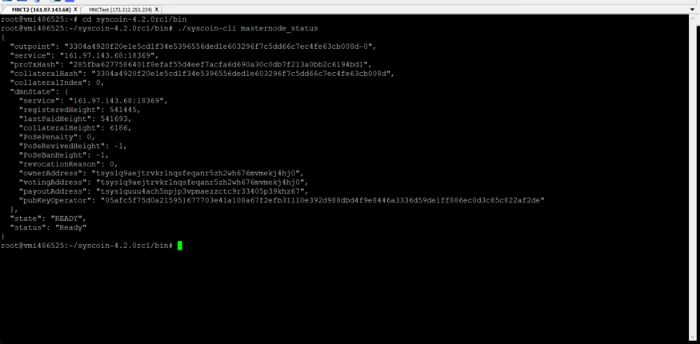 MNCT2 (161.97.143.68) X MNCTest (173.212.253.234) X
root@vmi486525:~# cd syscoin-4.2.0rc1/bin
root@vmi486525:~/syscoin-4.2.0rc1/bin# ./syscoin-cli masternode_status
{
"outpoint": "3304a4920f20e1e5cd1f34e5396556ded1e603296f7c5dd66c7ec4fe63cb008d-0",
"service": "161.97.143.68:18369",
"proTxHash": "285fba6277586401f8efaf55d4eef7acfa6d690a30c8db7f213a0bb2c6194bd1",
"collateralHash": "3304a4920f20e1e5cd1f34e5396556ded1e603296f7c5dd66c7ec4fe63cb008d",
"collateralIndex": 0,
"dmnState": {
"service": "161.97.143.68:18369",
"registeredHeight": 541445,
"lastPaidHeight": 541693,
"collateralHeight": 6186,
"PoSePenalty": 0,
"PoSeRevivedHeight": -1,
"PoSeBanHeight": -1,
"revocationReason": 0,
"ownerAddress": "tsys1q9aejtrvkrlnqsfeqanr5zh2wh676mvmekj4hj0",
"votingAddress": "tsys1q9aejtrvkrlnqsfeqanr5zh2wh676mvmekj4hj0",
"payoutAddress": "tsys1quuu4ach5npjp3vpmaezzctc9r33405p39khz67",
"pubKeyOperator": "05afc5f75d0a215951677703e41a108a67f2efb31110e392d988dbd4f9e8446a3336d59de1ff886ec0d3c65c822af2de"
},
"state": "READY",
"status": "Ready"
}
root@vmi486525:~/syscoin-4.2.0rc1/bin#